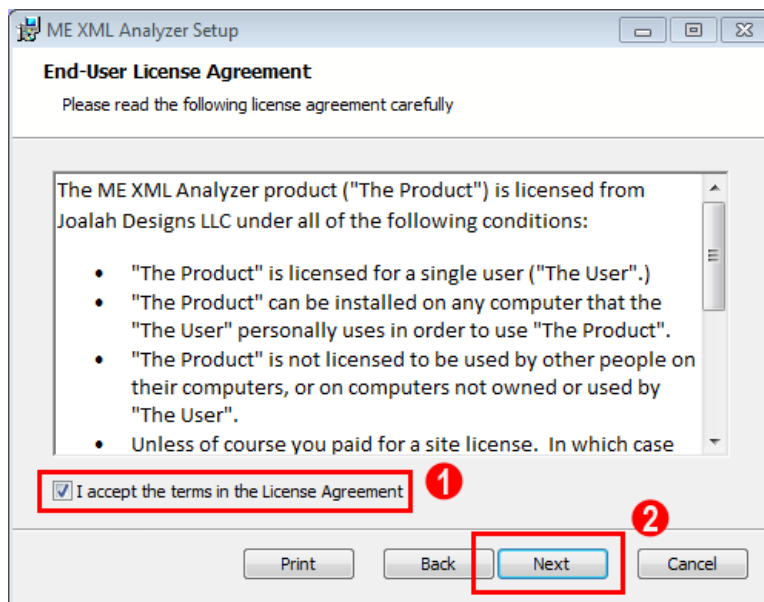 ME XML Analyzer Setup
End-User License Agreement
Please read the following license agreement carefully
The ME XML Analyzer product ("The Product") is licensed from
Joalah Designs LLC under all of the following conditions:
• "The Product" is licensed for a single user ("The User".)
• "The Product" can be installed on any computer that the
"The User" personally uses in order to use "The Product".
• "The Product" is not licensed to be used by other people on
their computers, or on computers not owned or used by
"The User".
• Unless of course you paid for a site license. In which case
I accept the terms in the License Agreement 1
2
Print Back Next Cancel